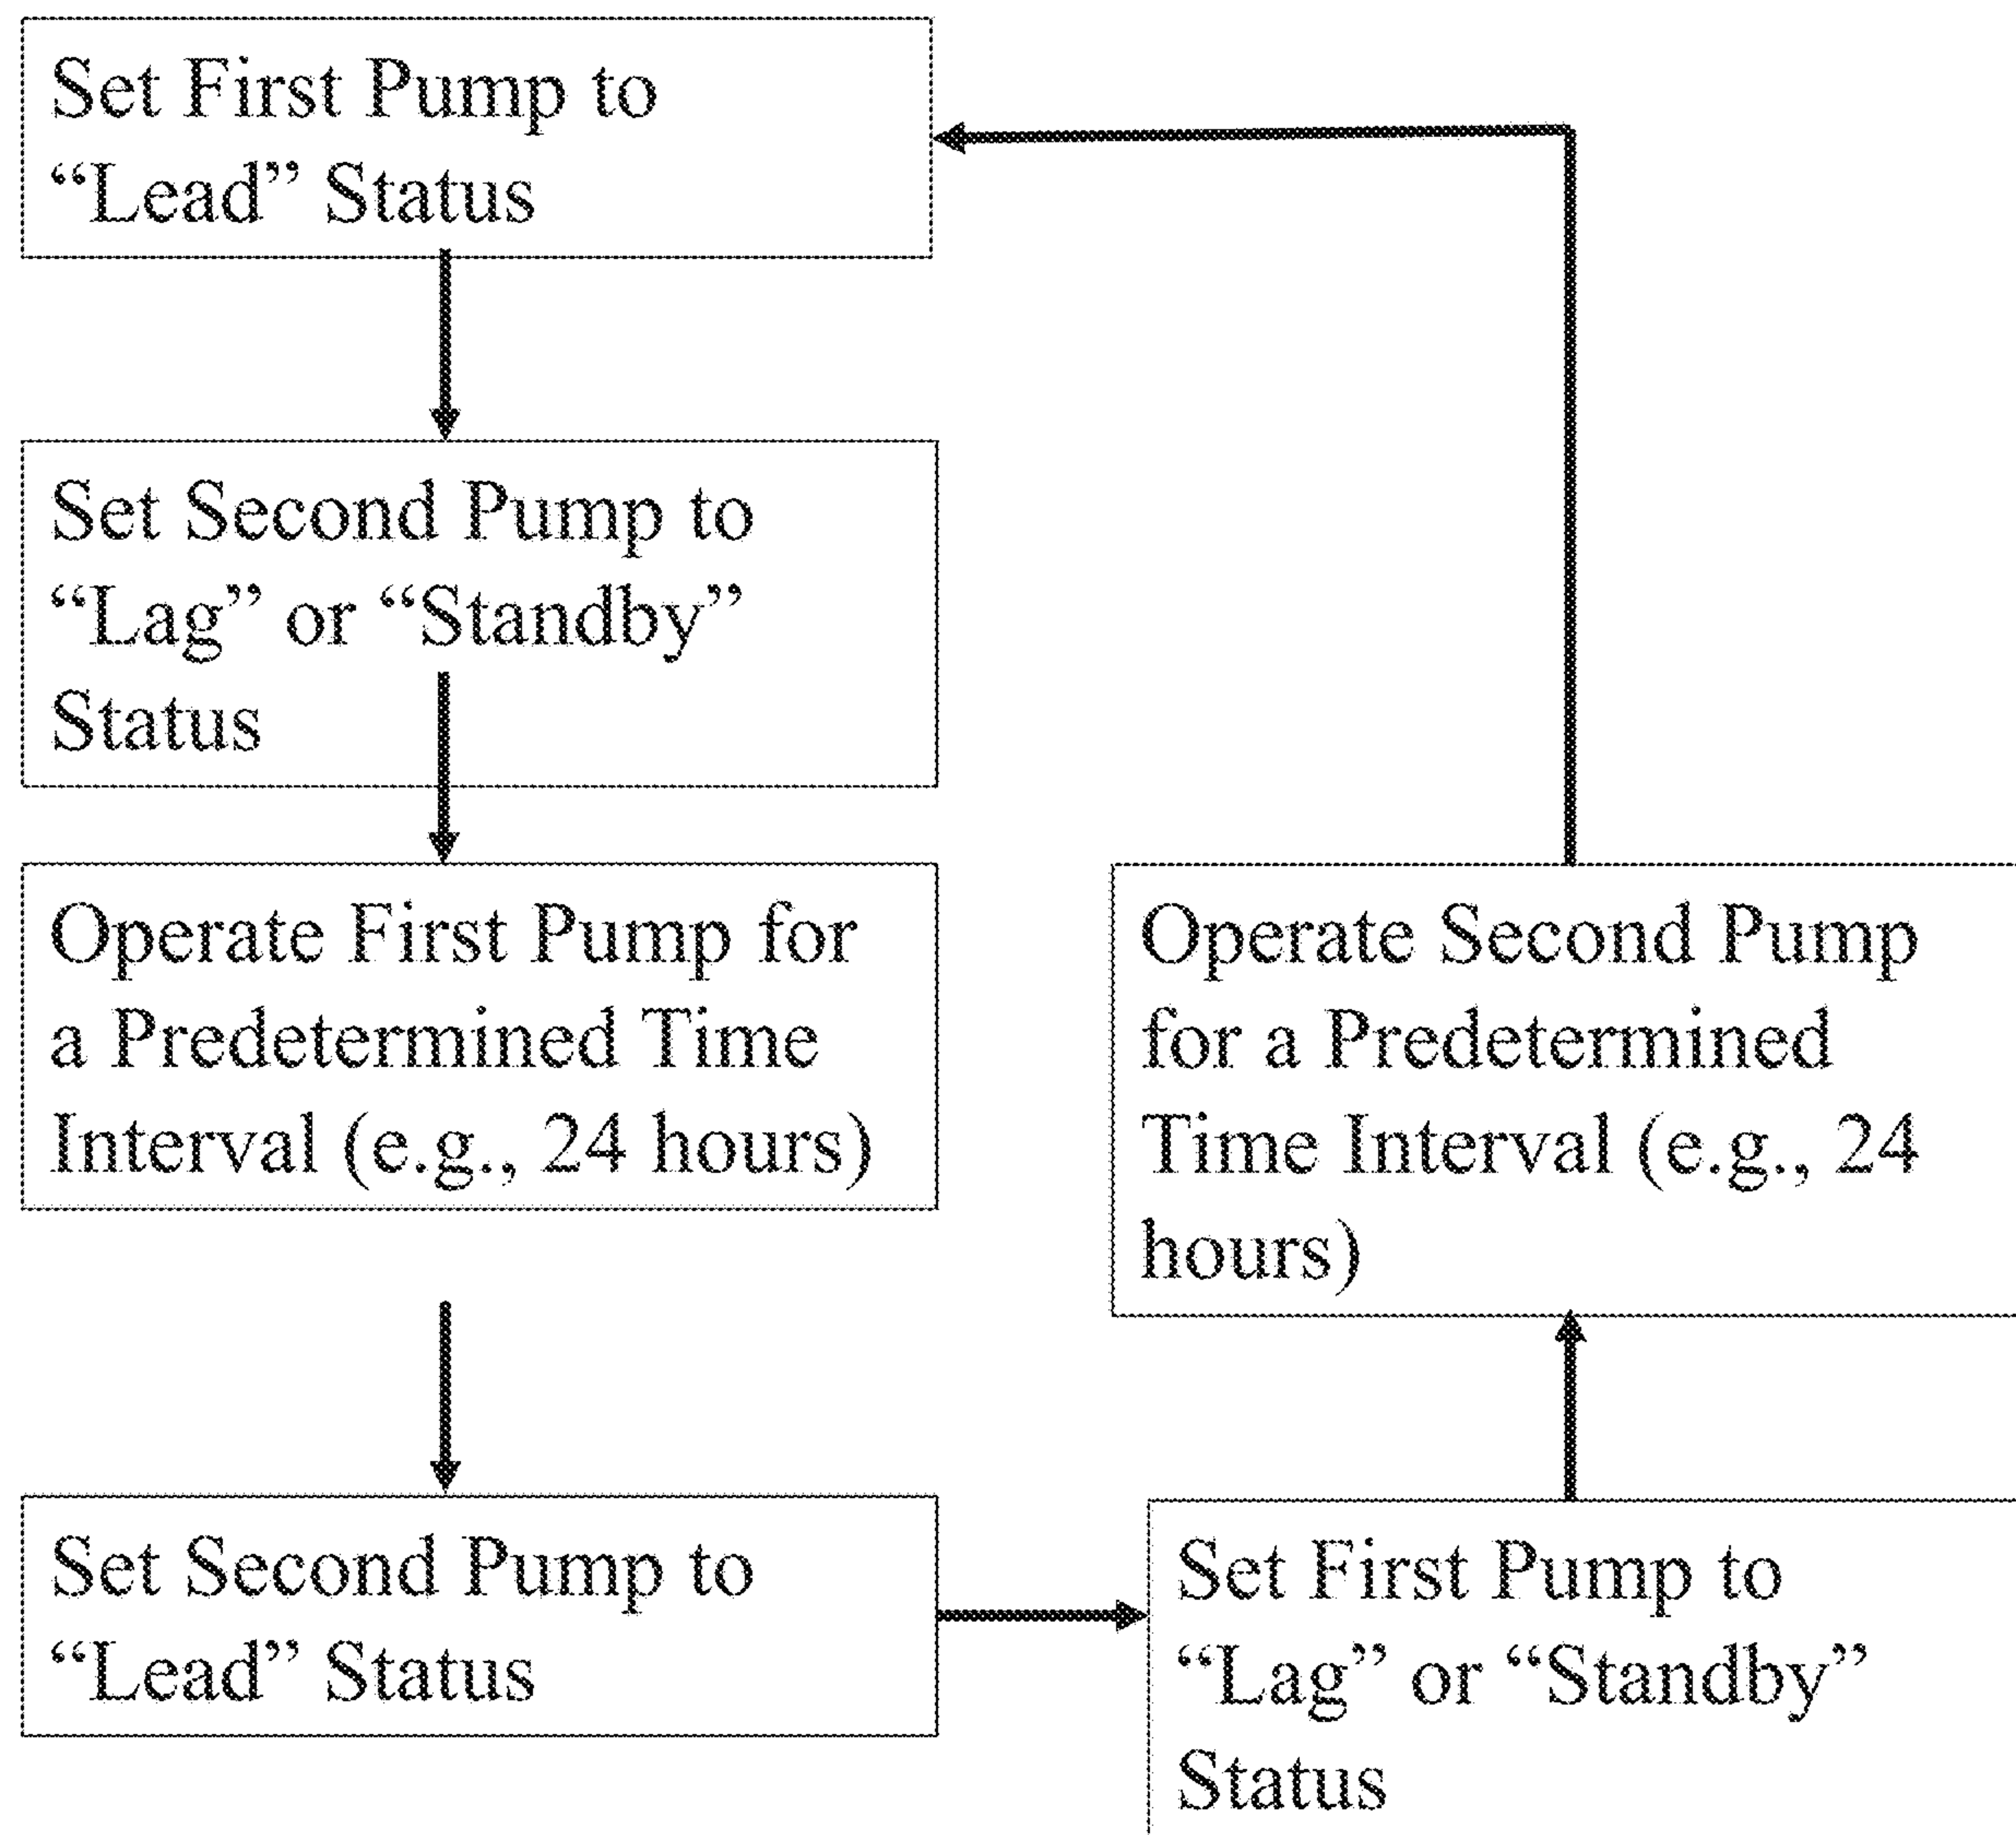 Set First Pump to
“Lead” Status
Set Second Pump to
“Lag” or “Standby”
Status
Operate First Pump for
a Predetermined Time
Interval (e.g., 24 hours)
Set Second Pump to
“Lead” Status
Set First Pump to
“Lag” or “Standby”
Status
Operate Second Pump
for a Predetermined
Time Interval (e.g., 24
hours)